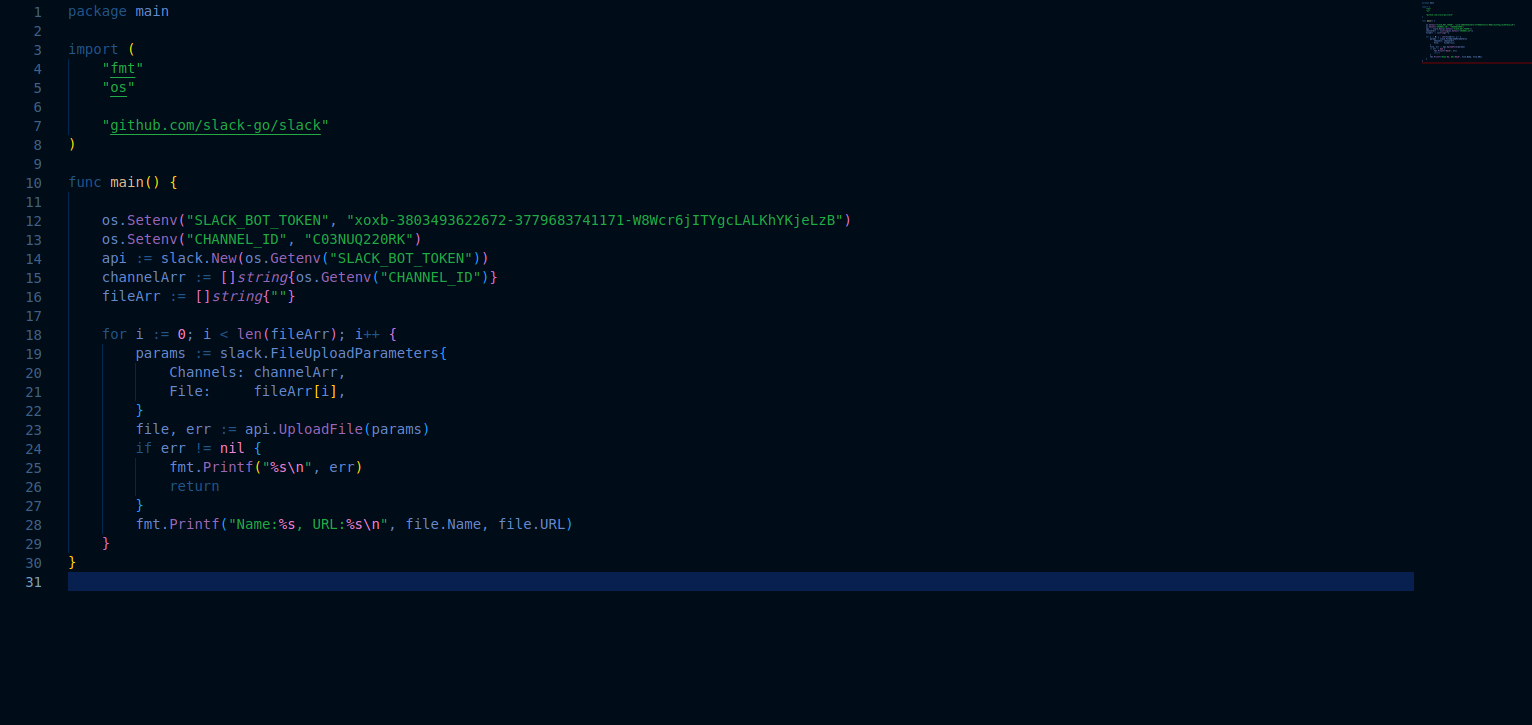 1 package main
2
3 import (
4 "fmt"
5 "os"
6
7 "github.com/slack-go/slack"
8 )
9
10 func main() {
11
12 os.Setenv("SLACK_BOT_TOKEN", "xoxb-3803493622672-3779683741171-W8Wcr6jITYgcLALKhYKjeLzB")
13 os.Setenv("CHANNEL_ID", "C03NUQ220RK")
14 api := slack.New(os.Getenv("SLACK_BOT_TOKEN"))
15 channelArr := []string{os.Getenv("CHANNEL_ID")}
16 fileArr := []string{""}
17
18 for i := 0; i < len(fileArr); i++ {
19 params := slack.FileUploadParameters{
20 Channels: channelArr,
21 File: fileArr[i],
22 }
23 file, err := api.UploadFile(params)
24 if err != nil {
25 fmt.Printf("%s\n", err)
26 return
27 }
28 fmt.Printf("Name:%s, URL:%s\n", file.Name, file.URL)
29 }
30 }
31